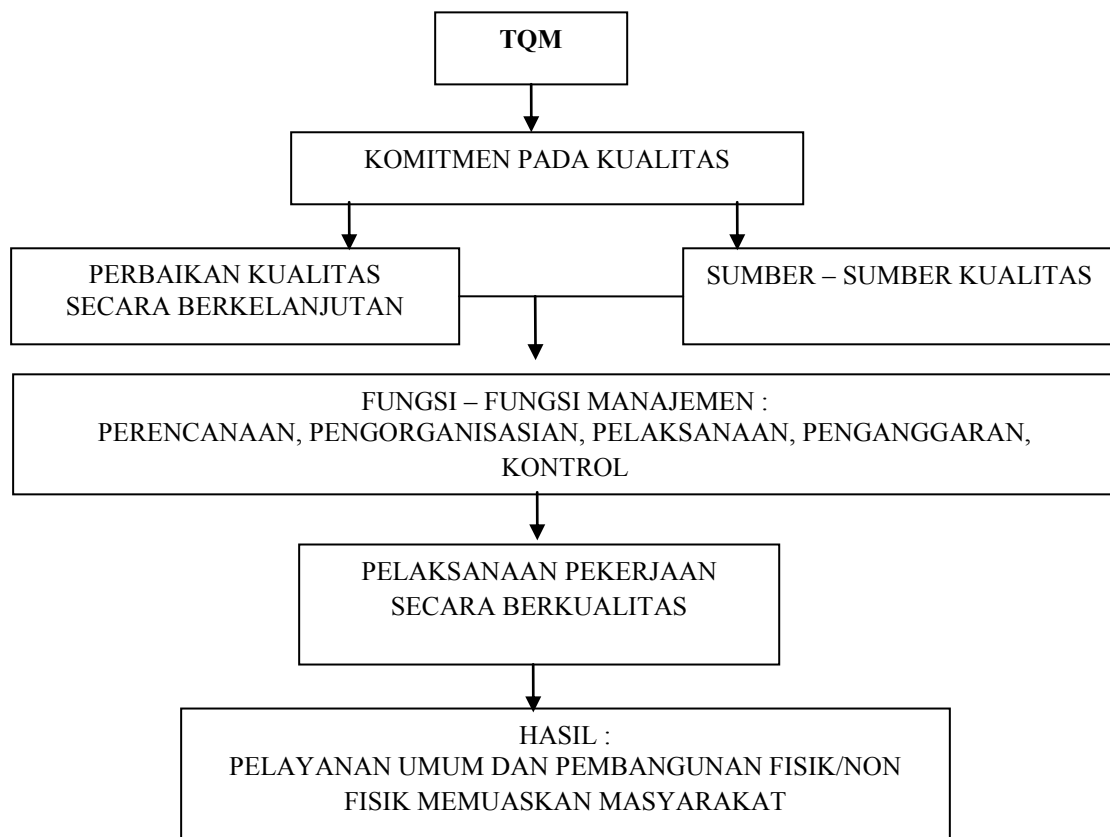 TQM
KOMITMEN PADA KUALITAS
PERBAIKAN KUALITAS
SECARA BERKELANJUTAN
SUMBER – SUMBER KUALITAS
FUNGSI – FUNGSI MANAJEMEN :
PERENCANAAN, PENGORGANISASIAN, PELAKSANAAN, PENGANGGARAN,
KONTROL
PELAKSANAAN PEKERJAAN
SECARA BERKUALITAS
HASIL :
PELAYANAN UMUM DAN PEMBANGUNAN FISIK/NON
FISIK MEMUASKAN MASYARAKAT